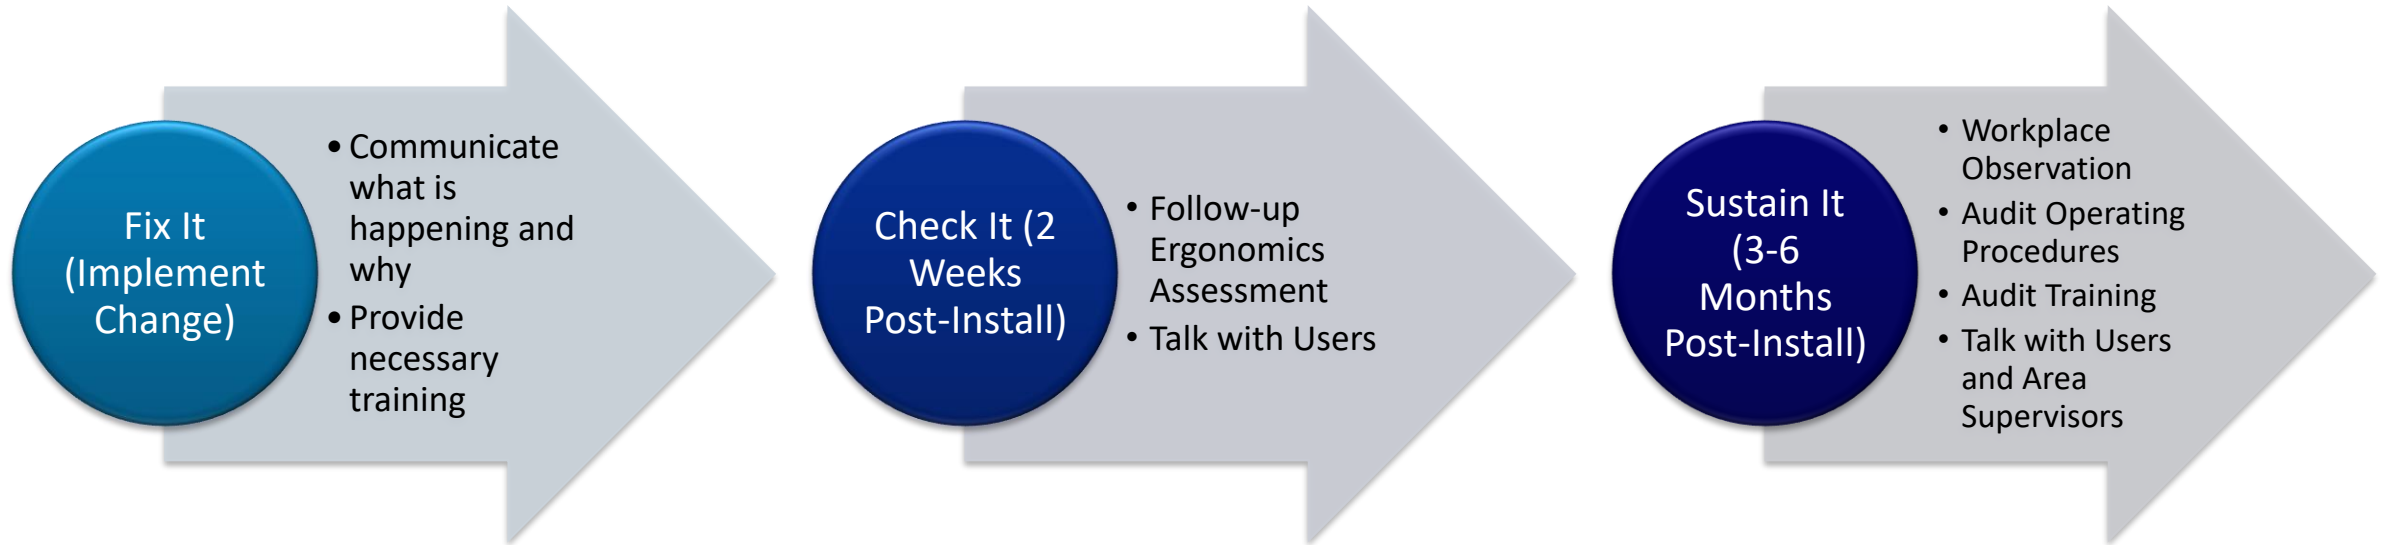 Fix It
(Implement
Change)
• Communicate
what is
happening and
why
• Provide
necessary
training
Check It (2
Weeks
Post-Install)
• Follow-up
Ergonomics
Assessment
• Talk with Users
Sustain It
(3-6
Months
Post-Install)
• Workplace
Observation
• Audit Operating
Procedures
• Audit Training
• Talk with Users
and Area
Supervisors